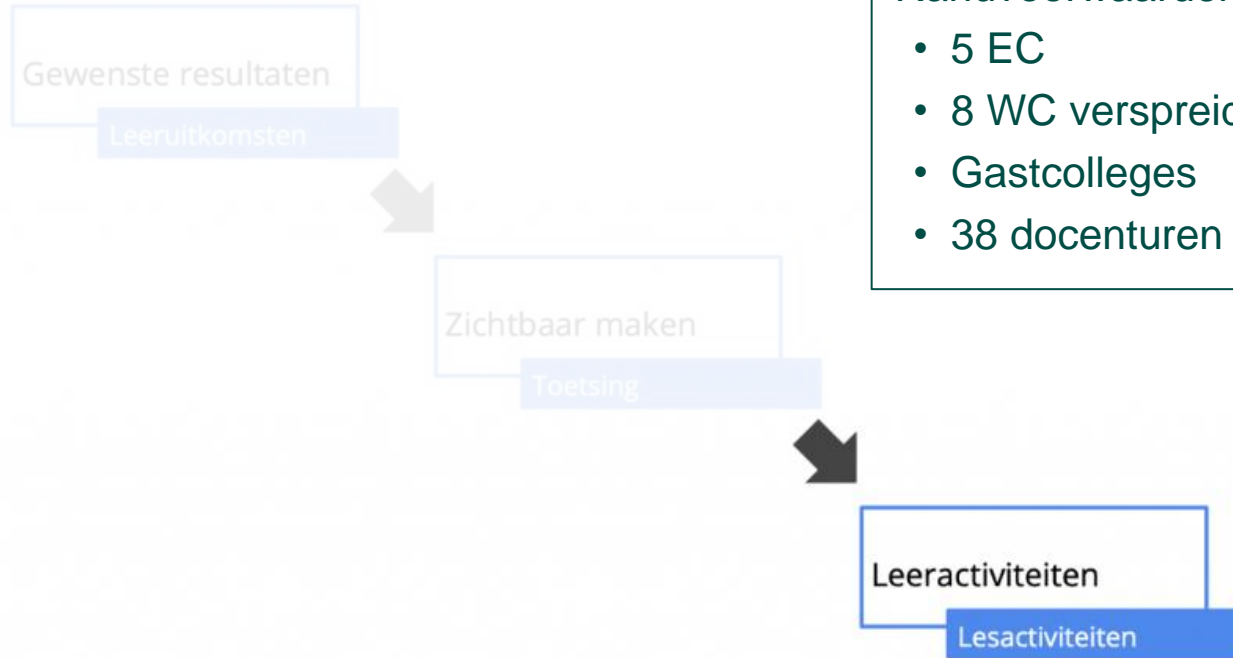 Gewenste resultaten
Leeruitkomsten
• 5 EC
• 8 WC
• Gastcolleges
• 38 docenturen
Zichtbaar maken
Toetsing
Leeractiviteiten
Lesactiviteiten